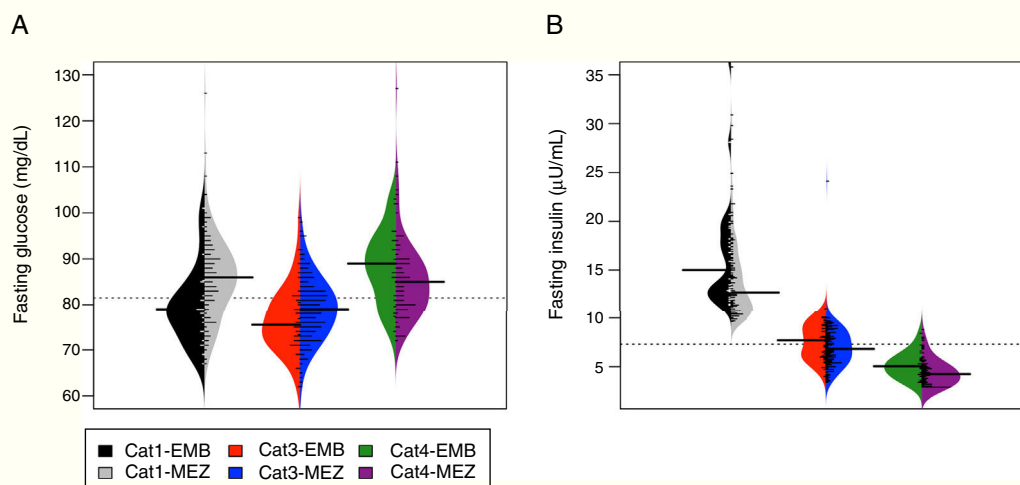 A
B
Fasting glucose (mg/dL)
130
120
110
100
90
80
70
60
Fasting insulin (µU/mL)
35
30
25
20
15
10
5
Cat1-EMB Cat3-EMB Cat4-EMB
Cat1-MEZ Cat3-MEZ Cat4-MEZ